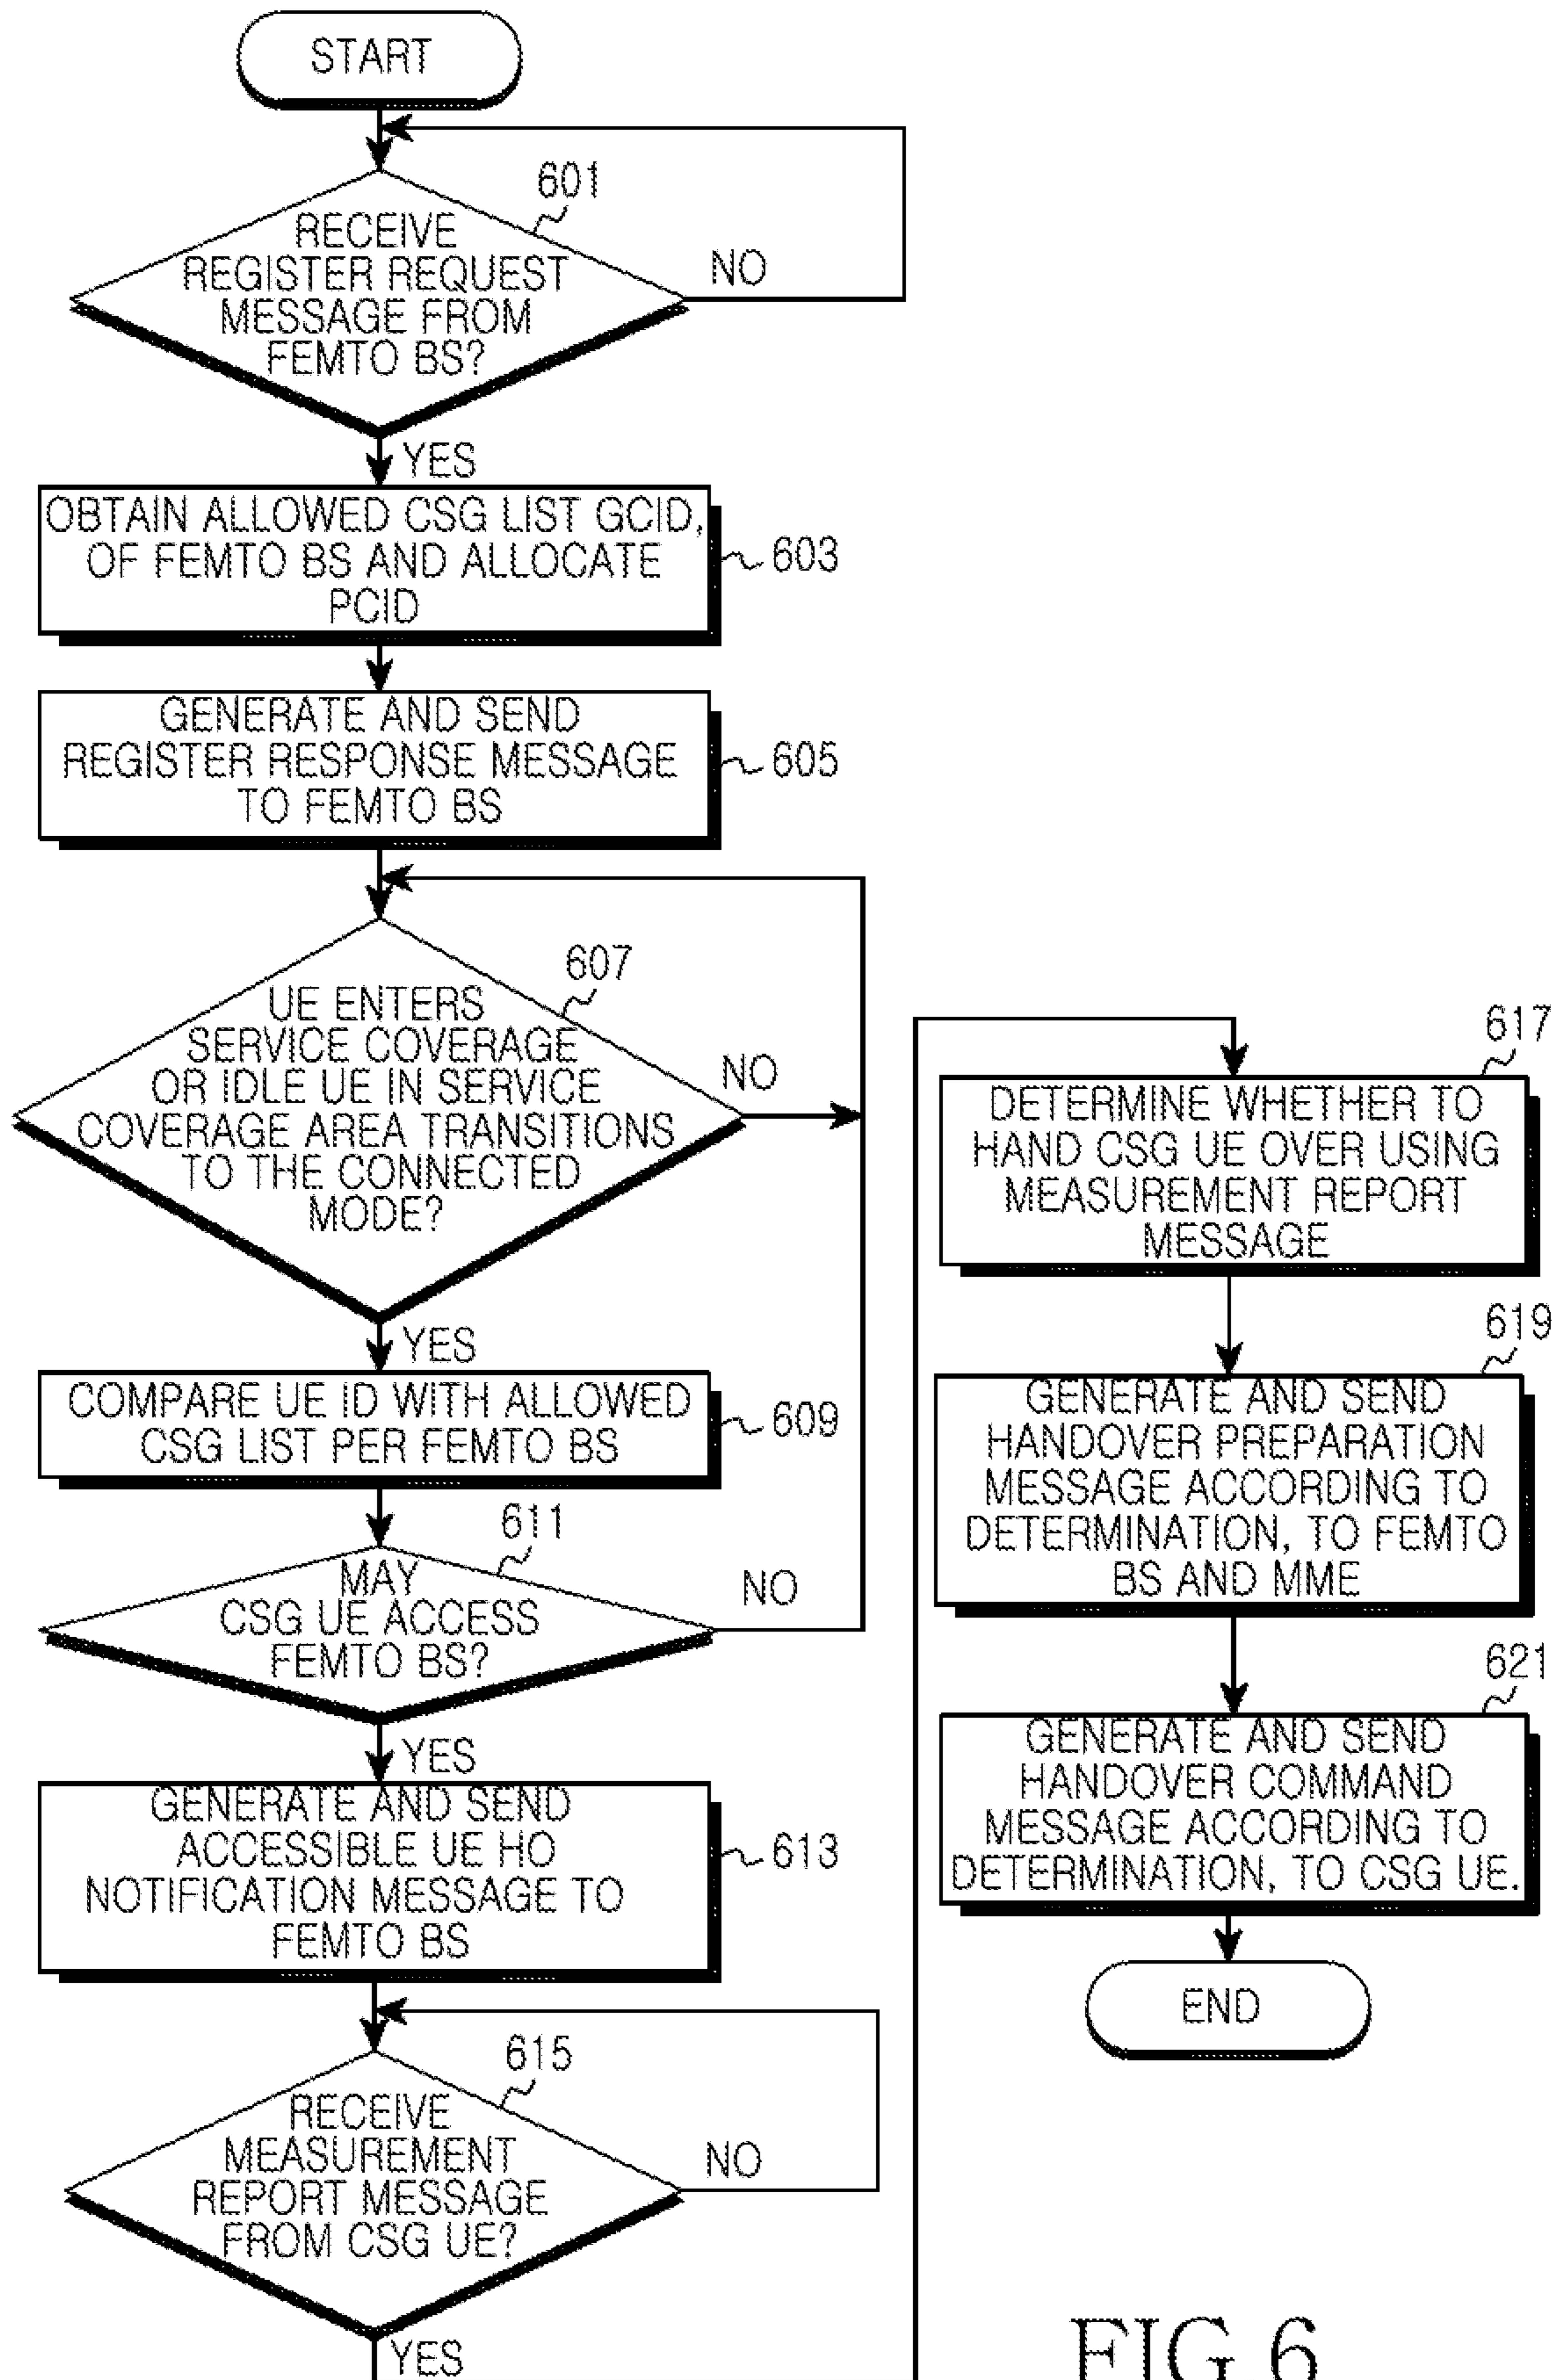 START
601
RECEIVE
REGISTER REQUEST
MESSAGE FROM
FEMTO BS?
NO
YES
OBTAIN ALLOWED CSG LIST GCID,
OF FEMTO BS AND ALLOCATE
PCID
603
GENERATE AND SEND
REGISTER RESPONSE MESSAGE
TO FEMTO BS
605
607
UE ENTERS
SERVICE COVERAGE
OR IDLE UE IN SERVICE
COVERAGE AREA TRANSITIONS
TO THE CONNECTED
MODE?
NO
YES
COMPARE UE ID WITH ALLOWED
CSG LIST PER FEMTO BS
609
611
MAY
CSG UE ACCESS
FEMTO BS?
NO
YES
GENERATE AND SEND
ACCESSIBLE UE HO
NOTIFICATION MESSAGE TO
FEMTO BS
613
615
RECEIVE
MEASUREMENT
REPORT MESSAGE
FROM CSG UE?
NO
YES
617
DETERMINE WHETHER TO
HAND CSG UE OVER USING
MEASUREMENT REPORT
MESSAGE
619
GENERATE AND SEND
HANDOVER PREPARATION
MESSAGE ACCORDING TO
DETERMINATION, TO FEMTO
BS AND MME
621
GENERATE AND SEND
HANDOVER COMMAND
MESSAGE ACCORDING TO
DETERMINATION, TO CSG UE.
END
FIG.6